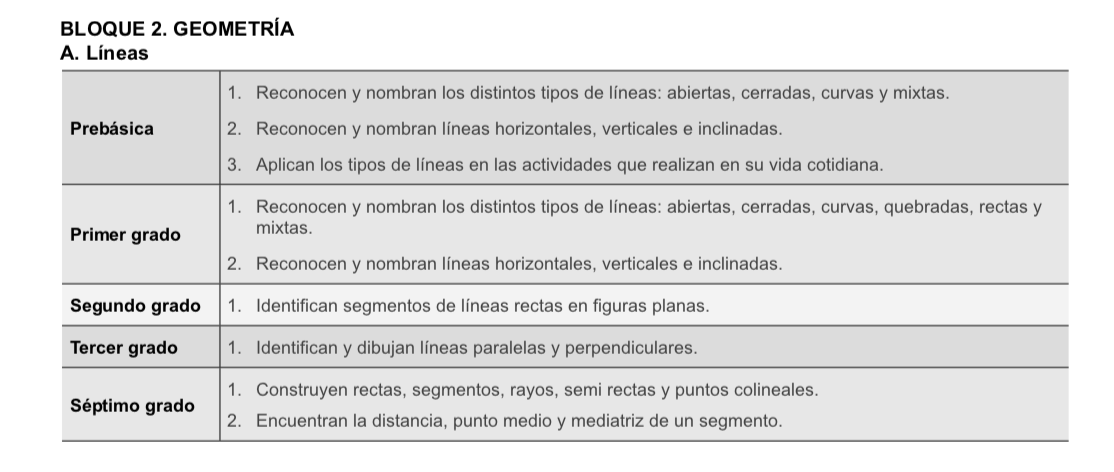 BLOQUE 2. GEOMETRÍA
A. Líneas
Prebásica
1. Reconocen y nombran los distintos tipos de líneas: abiertas, cerradas, curvas y mixtas.
2. Reconocen y nombran líneas horizontales, verticales e inclinadas.
3. Aplican los tipos de líneas en las actividades que realizan en su vida cotidiana.
Primer grado
1. Reconocen y nombran los distintos tipos de líneas: abiertas, cerradas, curvas, quebradas, rectas y
mixtas.
2. Reconocen y nombran líneas horizontales, verticales e inclinadas.
Segundo grado
1. Identifican segmentos de líneas rectas en figuras planas.
Tercer grado
1. Identifican y dibujan líneas paralelas y perpendiculares.
Séptimo grado
1. Construyen rectas, segmentos, rayos, semi rectas y puntos colineales.
2. Encuentran la distancia, punto medio y mediatriz de un segmento.